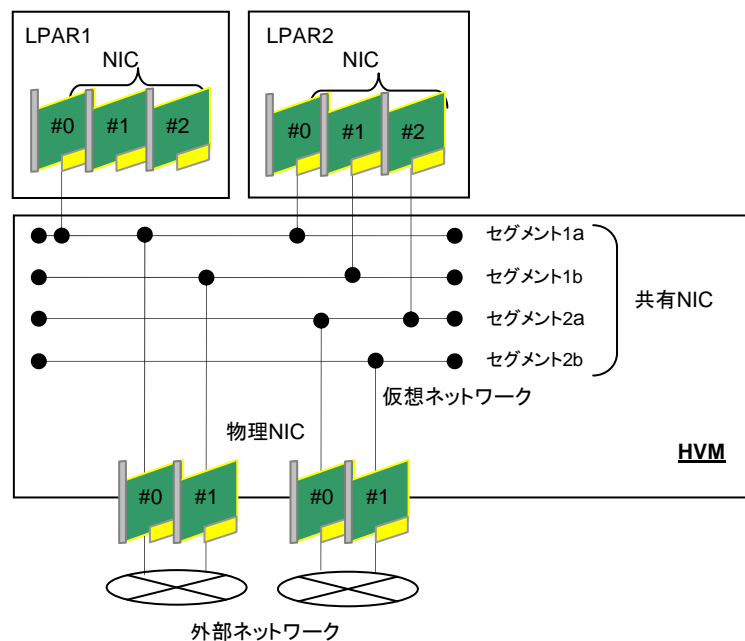 LPAR1
NIC
#0
#1
#2
LPAR2
NIC
#0
#1
#2
セグメント1a
セグメント1b
セグメント2a
セグメント2b
共有NIC
仮想ネットワーク
物理NIC
HVM
#0
#1
#0
#1
外部ネットワーク